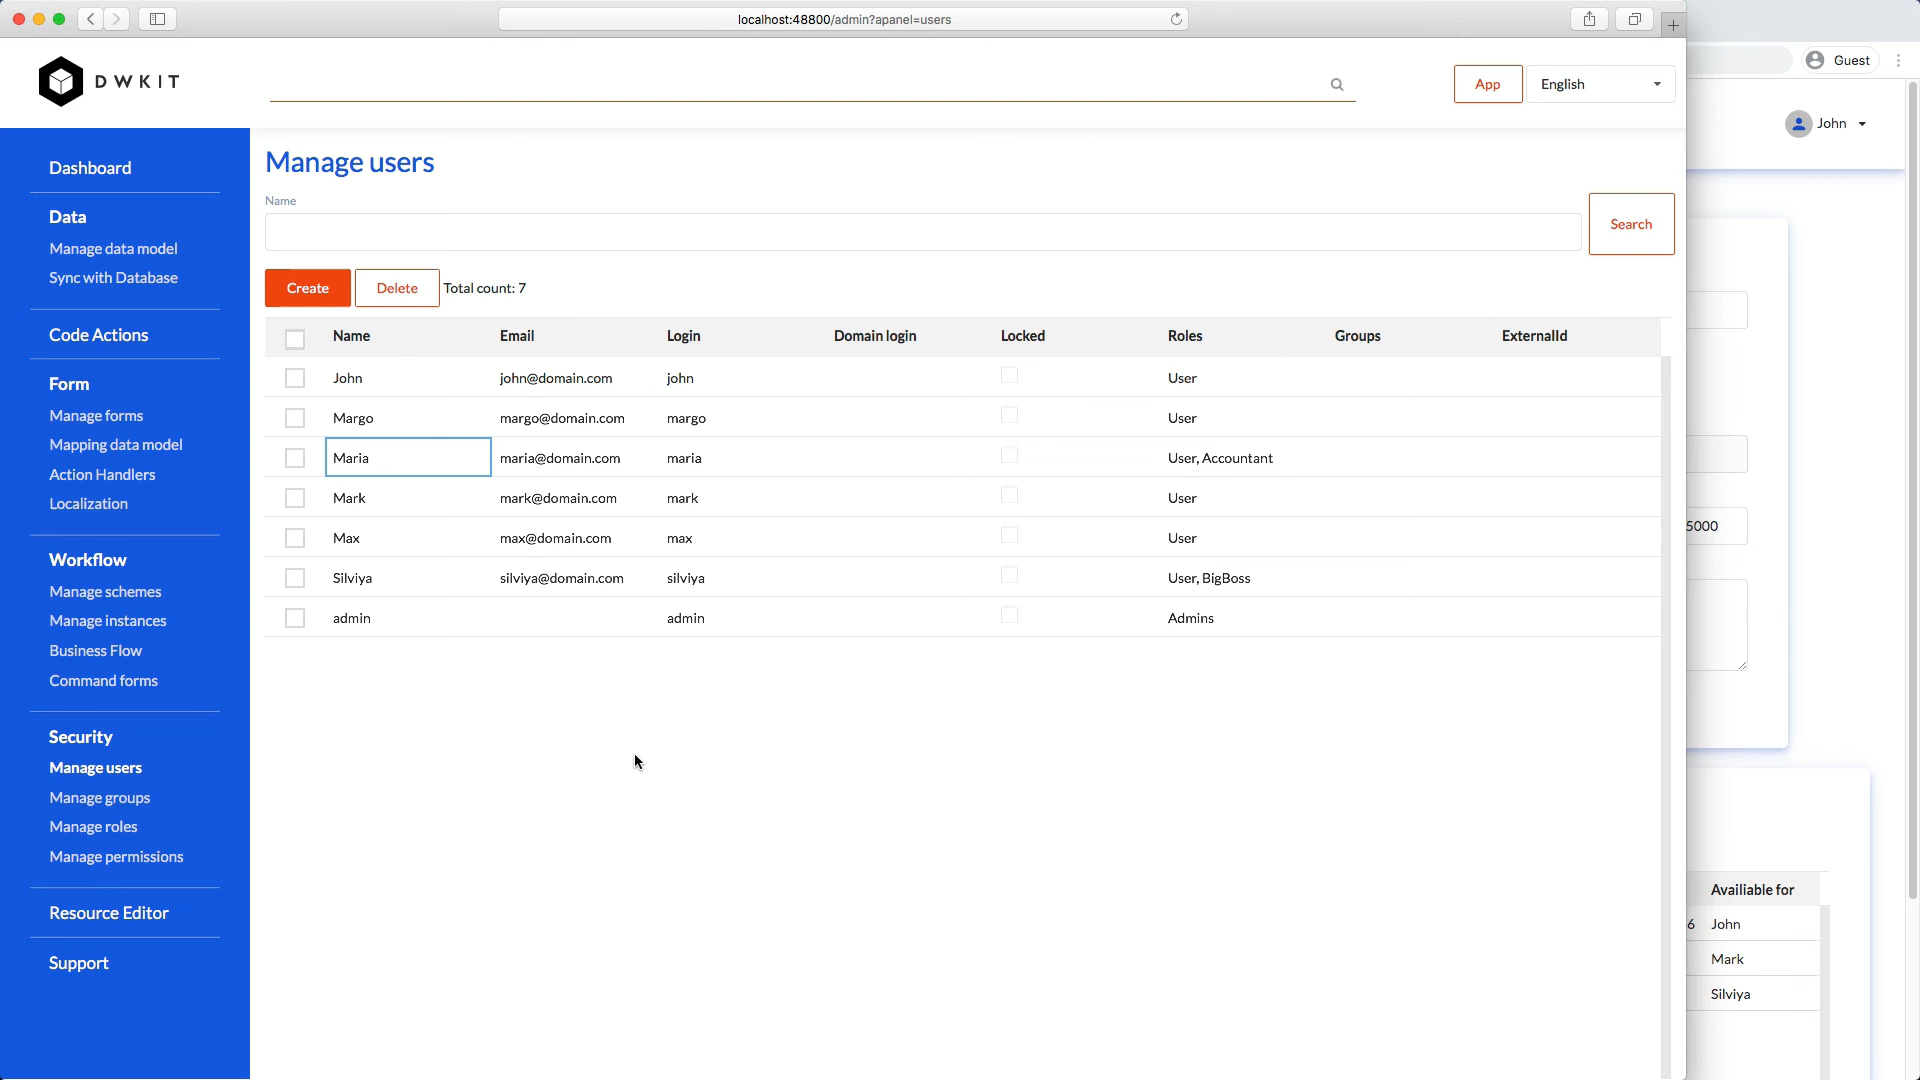 localhost:48800/admin?apanel=users
Guest
DWKIT
App
English
John
Dashboard
Data
Manage data model
Sync with Database
Code Actions
Form
Manage forms
Mapping data model
Action Handlers
Localization
Workflow
Manage schemes
Manage instances
Business Flow
Command forms
Security
Manage users
Manage groups
Manage roles
Manage permissions
Resource Editor
Support
Manage users
Name
Search
Create Delete Total count: 7
Name Email Login Domain login Locked Roles Groups ExternalId
John john@domain.com john User
Margo margo@domain.com margo User
Maria maria@domain.com maria User, Accountant
Mark mark@domain.com mark User
Max max@domain.com max User
Silviya silviya@domain.com silviya User, BigBoss
admin admin Admins
5000
Availiable for
6 John
Mark
Silviya